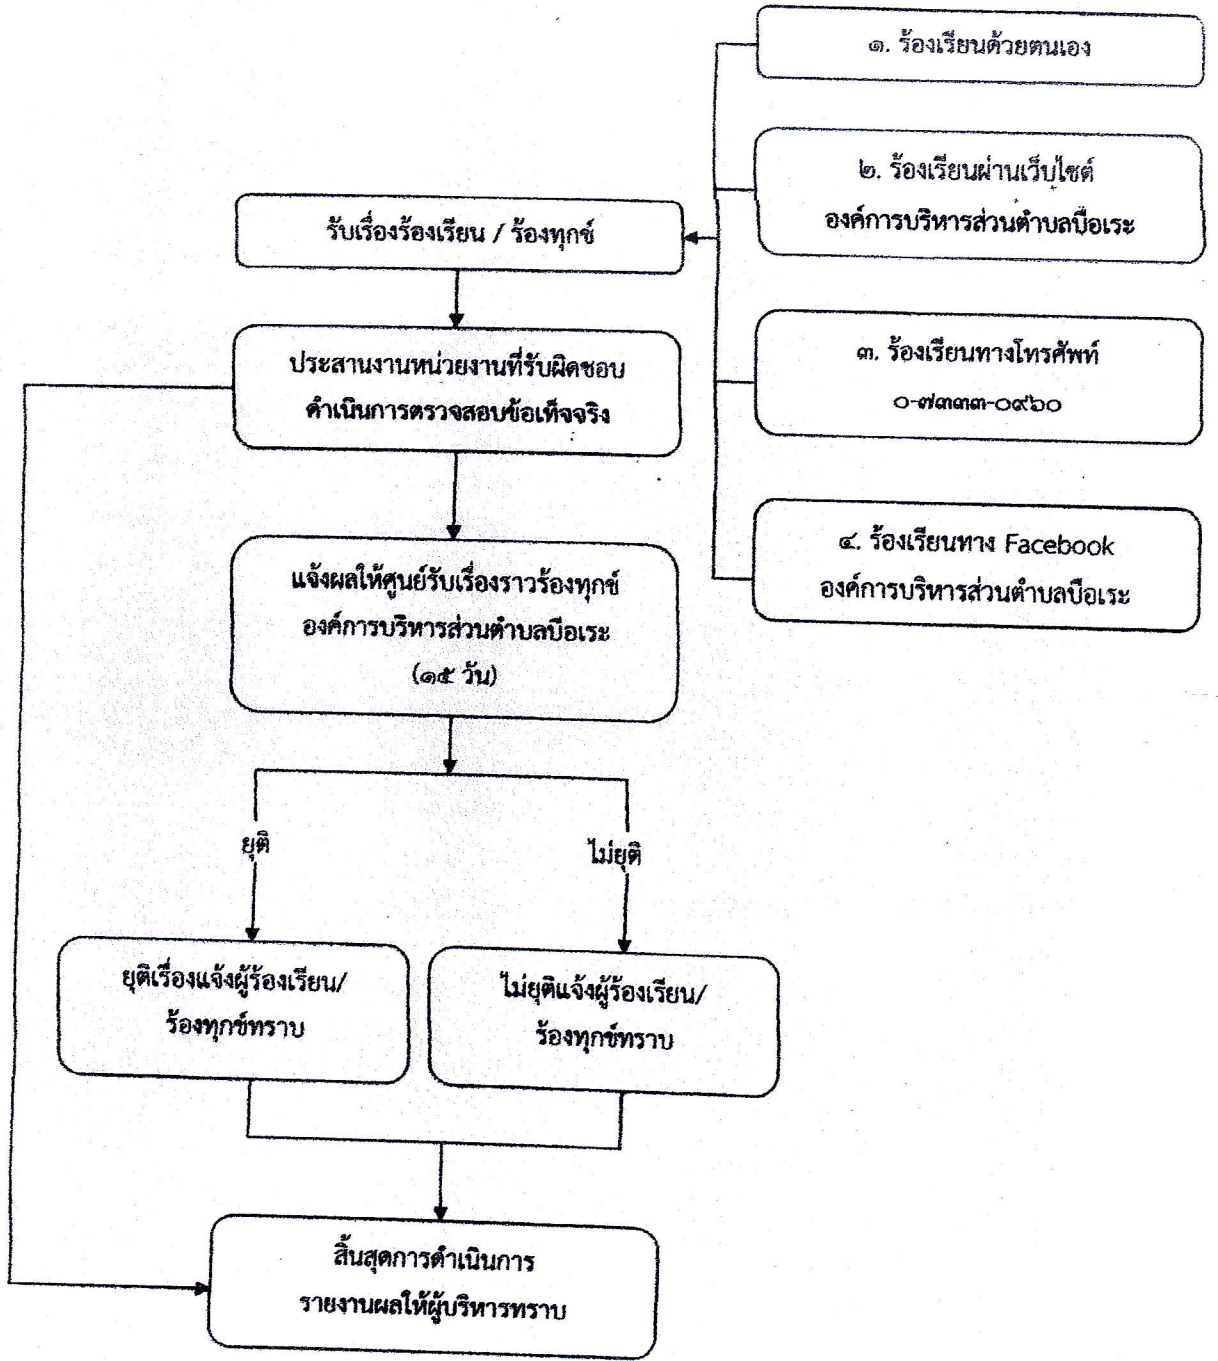 ๑. ร้องเรียนด้วยตนเอง
๒. ร้องเรียนผ่านเว็บไซต์
องค์การบริหารส่วนตำบลบือเระ
รับเรื่องร้องเรียน / ร้องทุกข์
๓. ร้องเรียนทางโทรศัพท์
๐-๗๓๓๓-๐๙๖๐
ประสานงานหน่วยงานที่รับผิดชอบ
ดำเนินการตรวจสอบข้อเท็จจริง
๔. ร้องเรียนทาง Facebook
องค์การบริหารส่วนตำบลบือเระ
แจ้งผลให้ศูนย์รับเรื่องราวร้องทุกข์
องค์การบริหารส่วนตำบลบือเระ
(๑๕ วัน)
ยุติ
ไม่ยุติ
ยุติเรื่องแจ้งผู้ร้องเรียน/
ร้องทุกข์ทราบ
ไม่ยุติแจ้งผู้ร้องเรียน/
ร้องทุกข์ทราบ
สิ้นสุดการดำเนินการ
รายงานผลให้ผู้บริหารทราบ